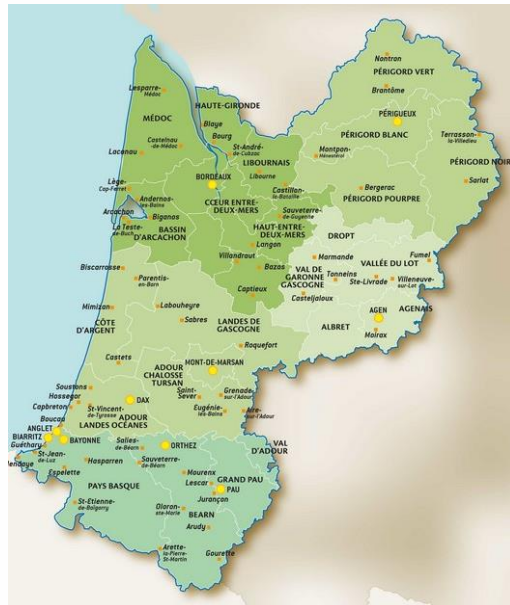 Nontron
PÉRIGORD VERT
Brantôme
Lesparre-
Médoc
HAUTE-GIRONDE
PÉRIGUEUX
MÉDOC
Blaye
PÉRIGORD BLANC
Terrasson-
la-Villedieu
Castelnau
-de-Médoc
Bourg
St-André-
de-Cubzac
LIBOURNAIS
Montpon-
Ménestérol
Lacanau
PÉRIGORD NOIR
Libourne
BORDEAUX
Sarlat
Lège-
Cap-Ferret
Castillon-
la-Bataille
Bergerac
Andernos-
les-Bains
CŒUR ENTRE-
DEUX-MERS
PÉRIGORD POURPRE
Arcachon
Biganos
Sauveterre-
de-Guyenne
La Teste-
de-Buch
BASSIN
D'ARCACHON
HAUT-ENTRE-
DEUX-MERS
DROPT
Langon
Villandraut
Marmande
Fumel
Biscarrosse
Bazas
VAL DE
GARONNE
GASCOGNE
VALLÉE DU LOT
Parentis-
en-Born
Tonneins
Ste-Livrade
Villeneuve-
sur-Lot
Captieux
Casteljaloux
Mimizan
Labouheyre
AGEN
AGENAIS
CÔTE
D'ARGENT
Sabres
LANDES DE
GASCOGNE
ALBRET
Moirax
Roquefort
Castets
MONT-DE-MARSAN
ADOUR
CHALOSSE
TURSAN
Soustons
Hossegor
Saint-
Sever
Grenade-
sur-l'Adour
Capbreton
DAX
St-Vincent-
de-Tyrosse
Eugénie-
les-Bains
Aire-
sur-l'Adour
Boucau
ADOUR
LANDES OCÉANES
ANGLET
BIARRITZ
BAYONNE
Salies-
de-Béarn
ORTHEZ
VAL
D'ADOUR
Guéthary
St-Jean-
de-Luz
Hasparren
Sauveterre-
de-Béarn
Hendaye
Espelette
Mourenx
GRAND PAU
Lescar
PAU
PAYS BASQUE
Jurançon
St-Etienne-
de-Baïgorry
Oloron-
ste-Marie
BEARN
Arudy
Arette-
la-Pierre-
St-Martin
Gourette